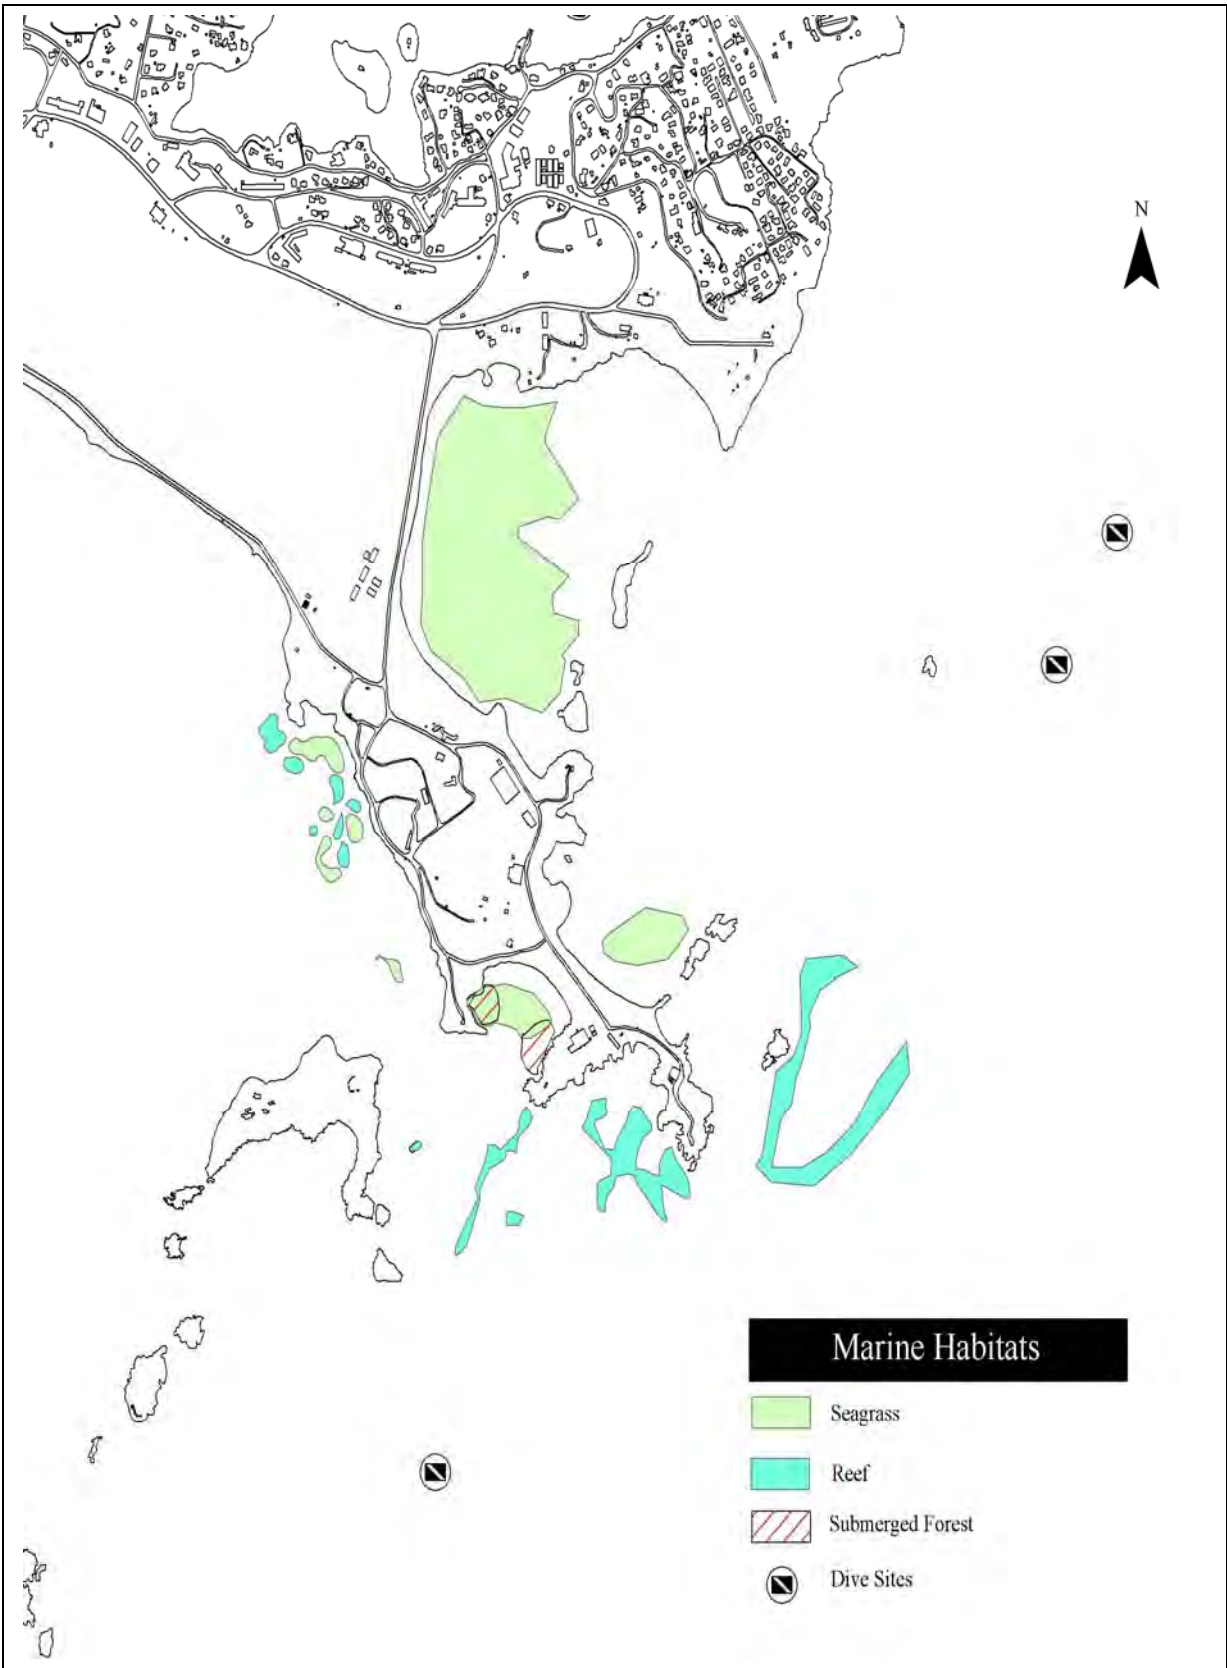 N
Marine Habitats
Seagrass
Reef
Submerged Forest
Dive Sites